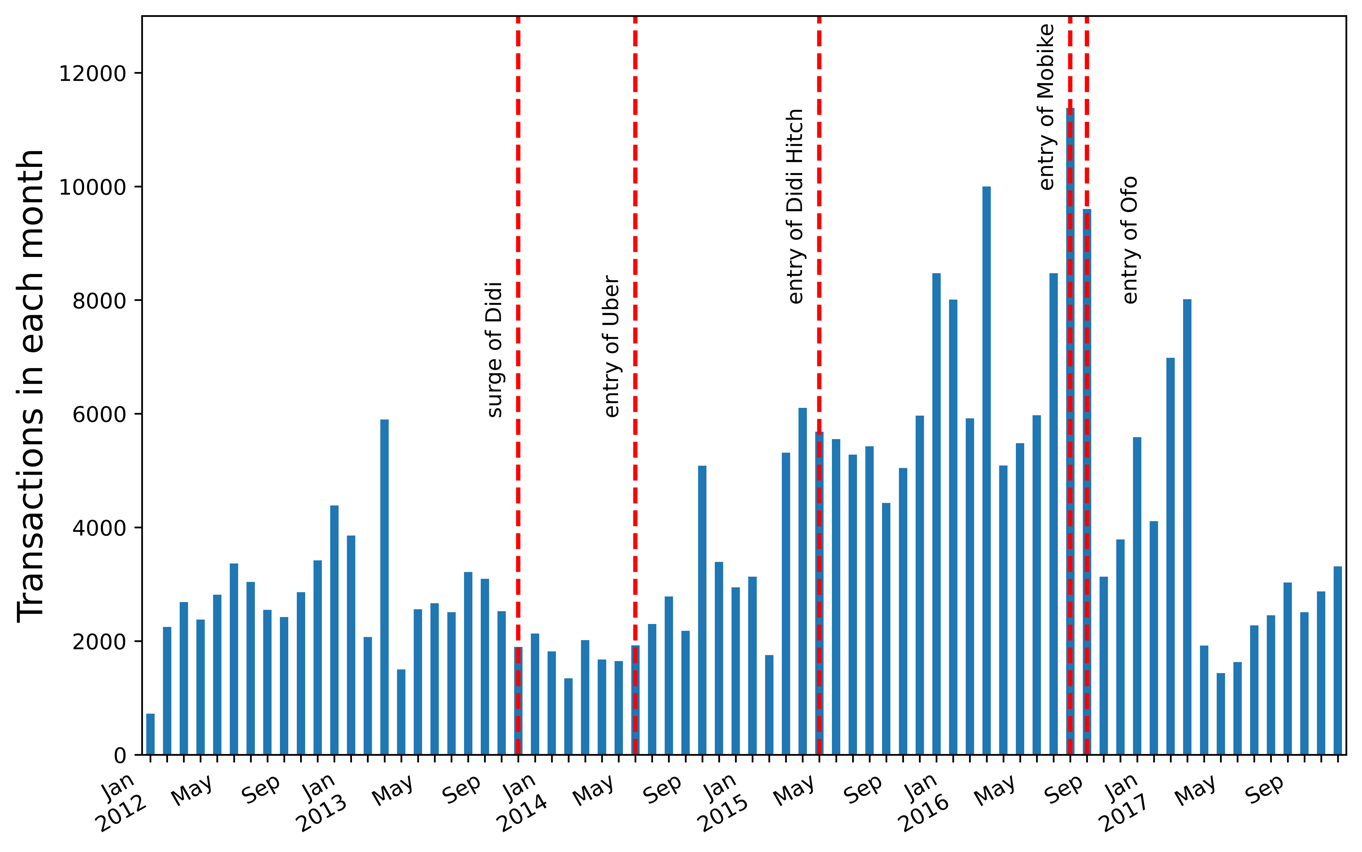 Transactions in each month
12000
10000
8000
6000
4000
2000
0
surge of Didi
entry of Uber
entry of Didi Hitch
entry of Mobike
entry of Ofo
Jan
2012
May
Sep
Jan
2013
May
Sep
Jan
2014
May
Sep
Jan
2015
May
Sep
Jan
2016
May
Sep
Jan
2017
May
Sep